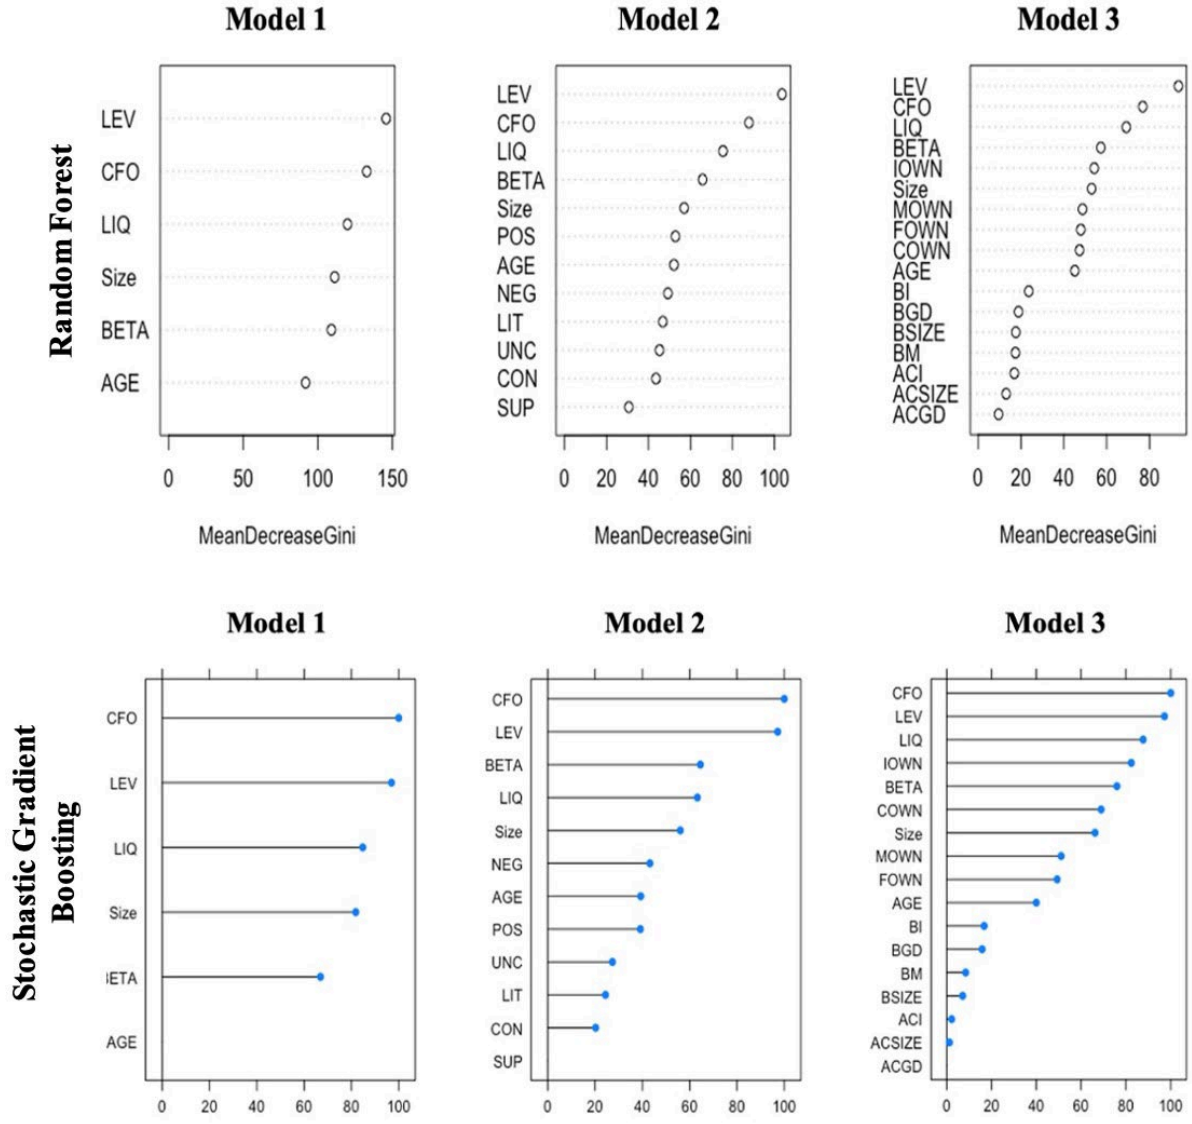 Model 1
Model 2
Model 3
Random Forest
LEV
CFO
LIQ
Size
BETA
AGE
0 50 100 150
MeanDecreaseGini
LEV
CFO
LIQ
BETA
Size
POS
AGE
NEG
LIT
UNC
CON
SUP
0 20 40 60 80 100
MeanDecreaseGini
LEV
CFO
LIQ
BETA
IOWN
Size
MOWN
FOWN
COWN
AGE
BI
BGD
BSIZE
BM
ACI
ACSIZE
ACGD
0 20 40 60 80
MeanDecreaseGini
Model 1
Model 2
Model 3
Stochastic Gradient
Boosting
CFO
LEV
LIQ
Size
ETA
AGE
0 20 40 60 80 100
CFO
LEV
BETA
LIQ
Size
NEG
AGE
POS
UNC
LIT
CON
SUP
0 20 40 60 80 100
CFO
LEV
LIQ
IOWN
BETA
COWN
Size
MOWN
FOWN
AGE
BI
BGD
BM
BSIZE
ACI
ACSIZE
ACGD
0 20 40 60 80 100